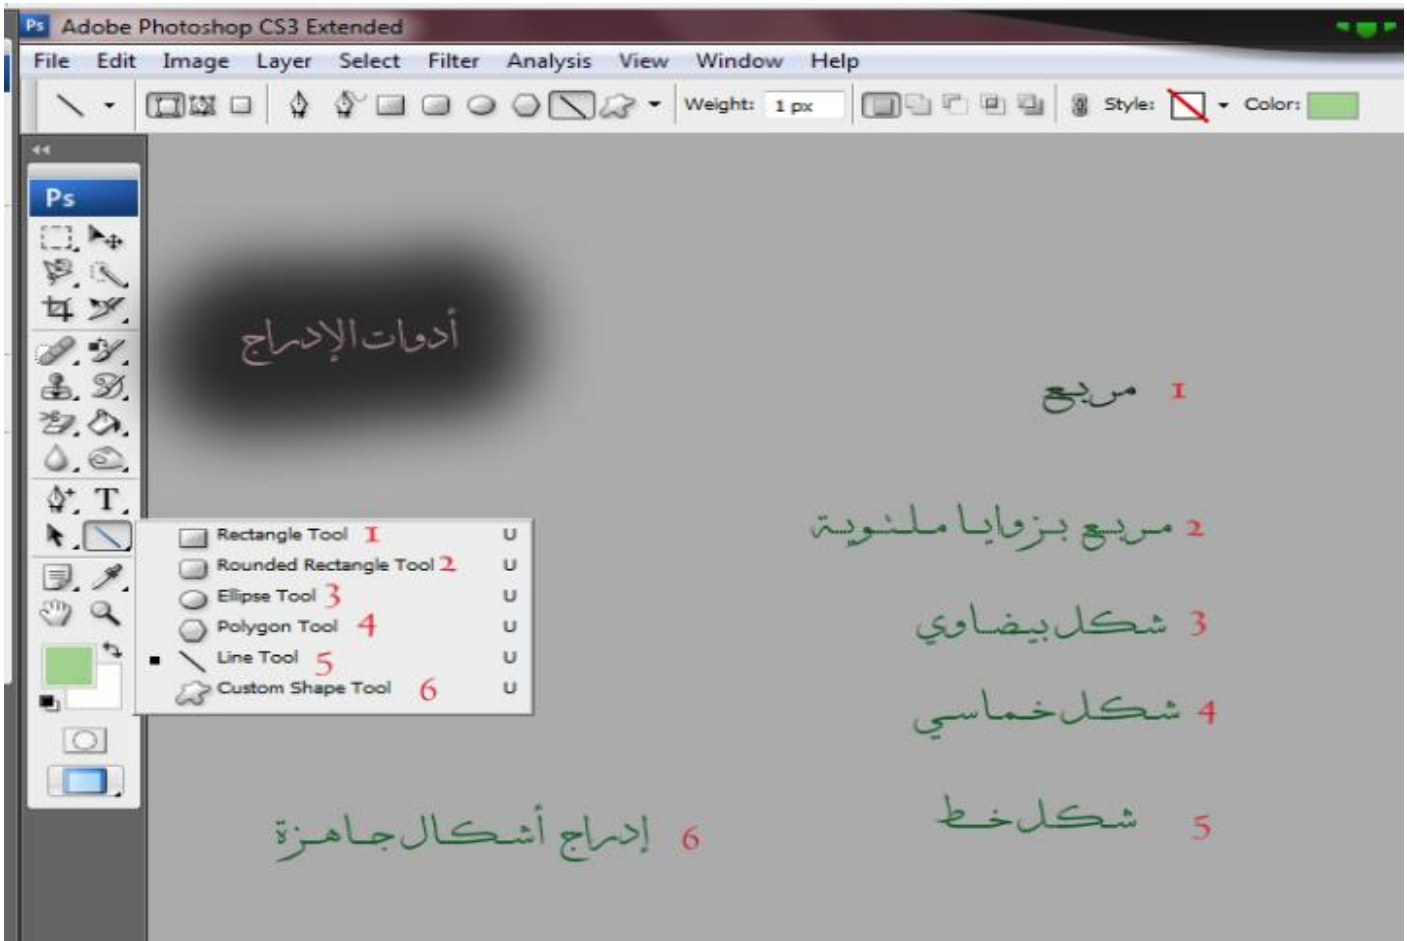 Ps Adobe Photoshop CS3 Extended
File Edit Image Layer Select Filter Analysis View Window Help
Weight: 1 px Style: Color:
Ps
أدوات الإدراج
1 مربع
2 مربع بزوايا ملتوية
3 شكل بيضاوي
4 شكل خماسي
5 شكل خط
6 إدراج أشكال جاهزة
T
Rectangle Tool 1 U
Rounded Rectangle Tool 2 U
Ellipse Tool 3 U
Polygon Tool 4 U
Line Tool 5 U
Custom Shape Tool 6 U